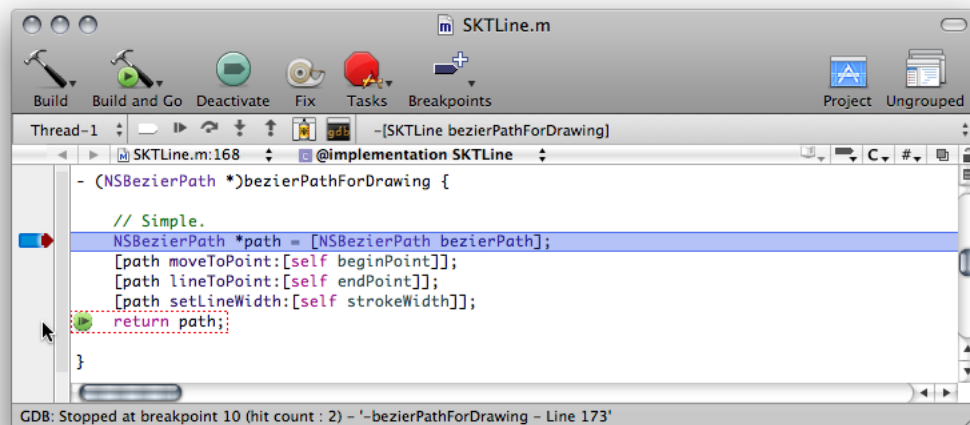 SKTLine.m
Build Build and Go Deactivate Fix Tasks Breakpoints Project Ungrouped
Thread-1 gdb -[SKTLine bezierPathForDrawing]
SKTLine.m:168 @implementation SKTLine C #
- (NSBezierPath *)bezierPathForDrawing {
// Simple.
NSBezierPath *path = [NSBezierPath bezierPath];
[path moveToPoint:[self beginPoint]];
[path lineToPoint:[self endPoint]];
[path setLineWidth:[self strokeWidth]];
return path;
}
GDB: Stopped at breakpoint 10 (hit count : 2) - '-bezierPathForDrawing - Line 173'